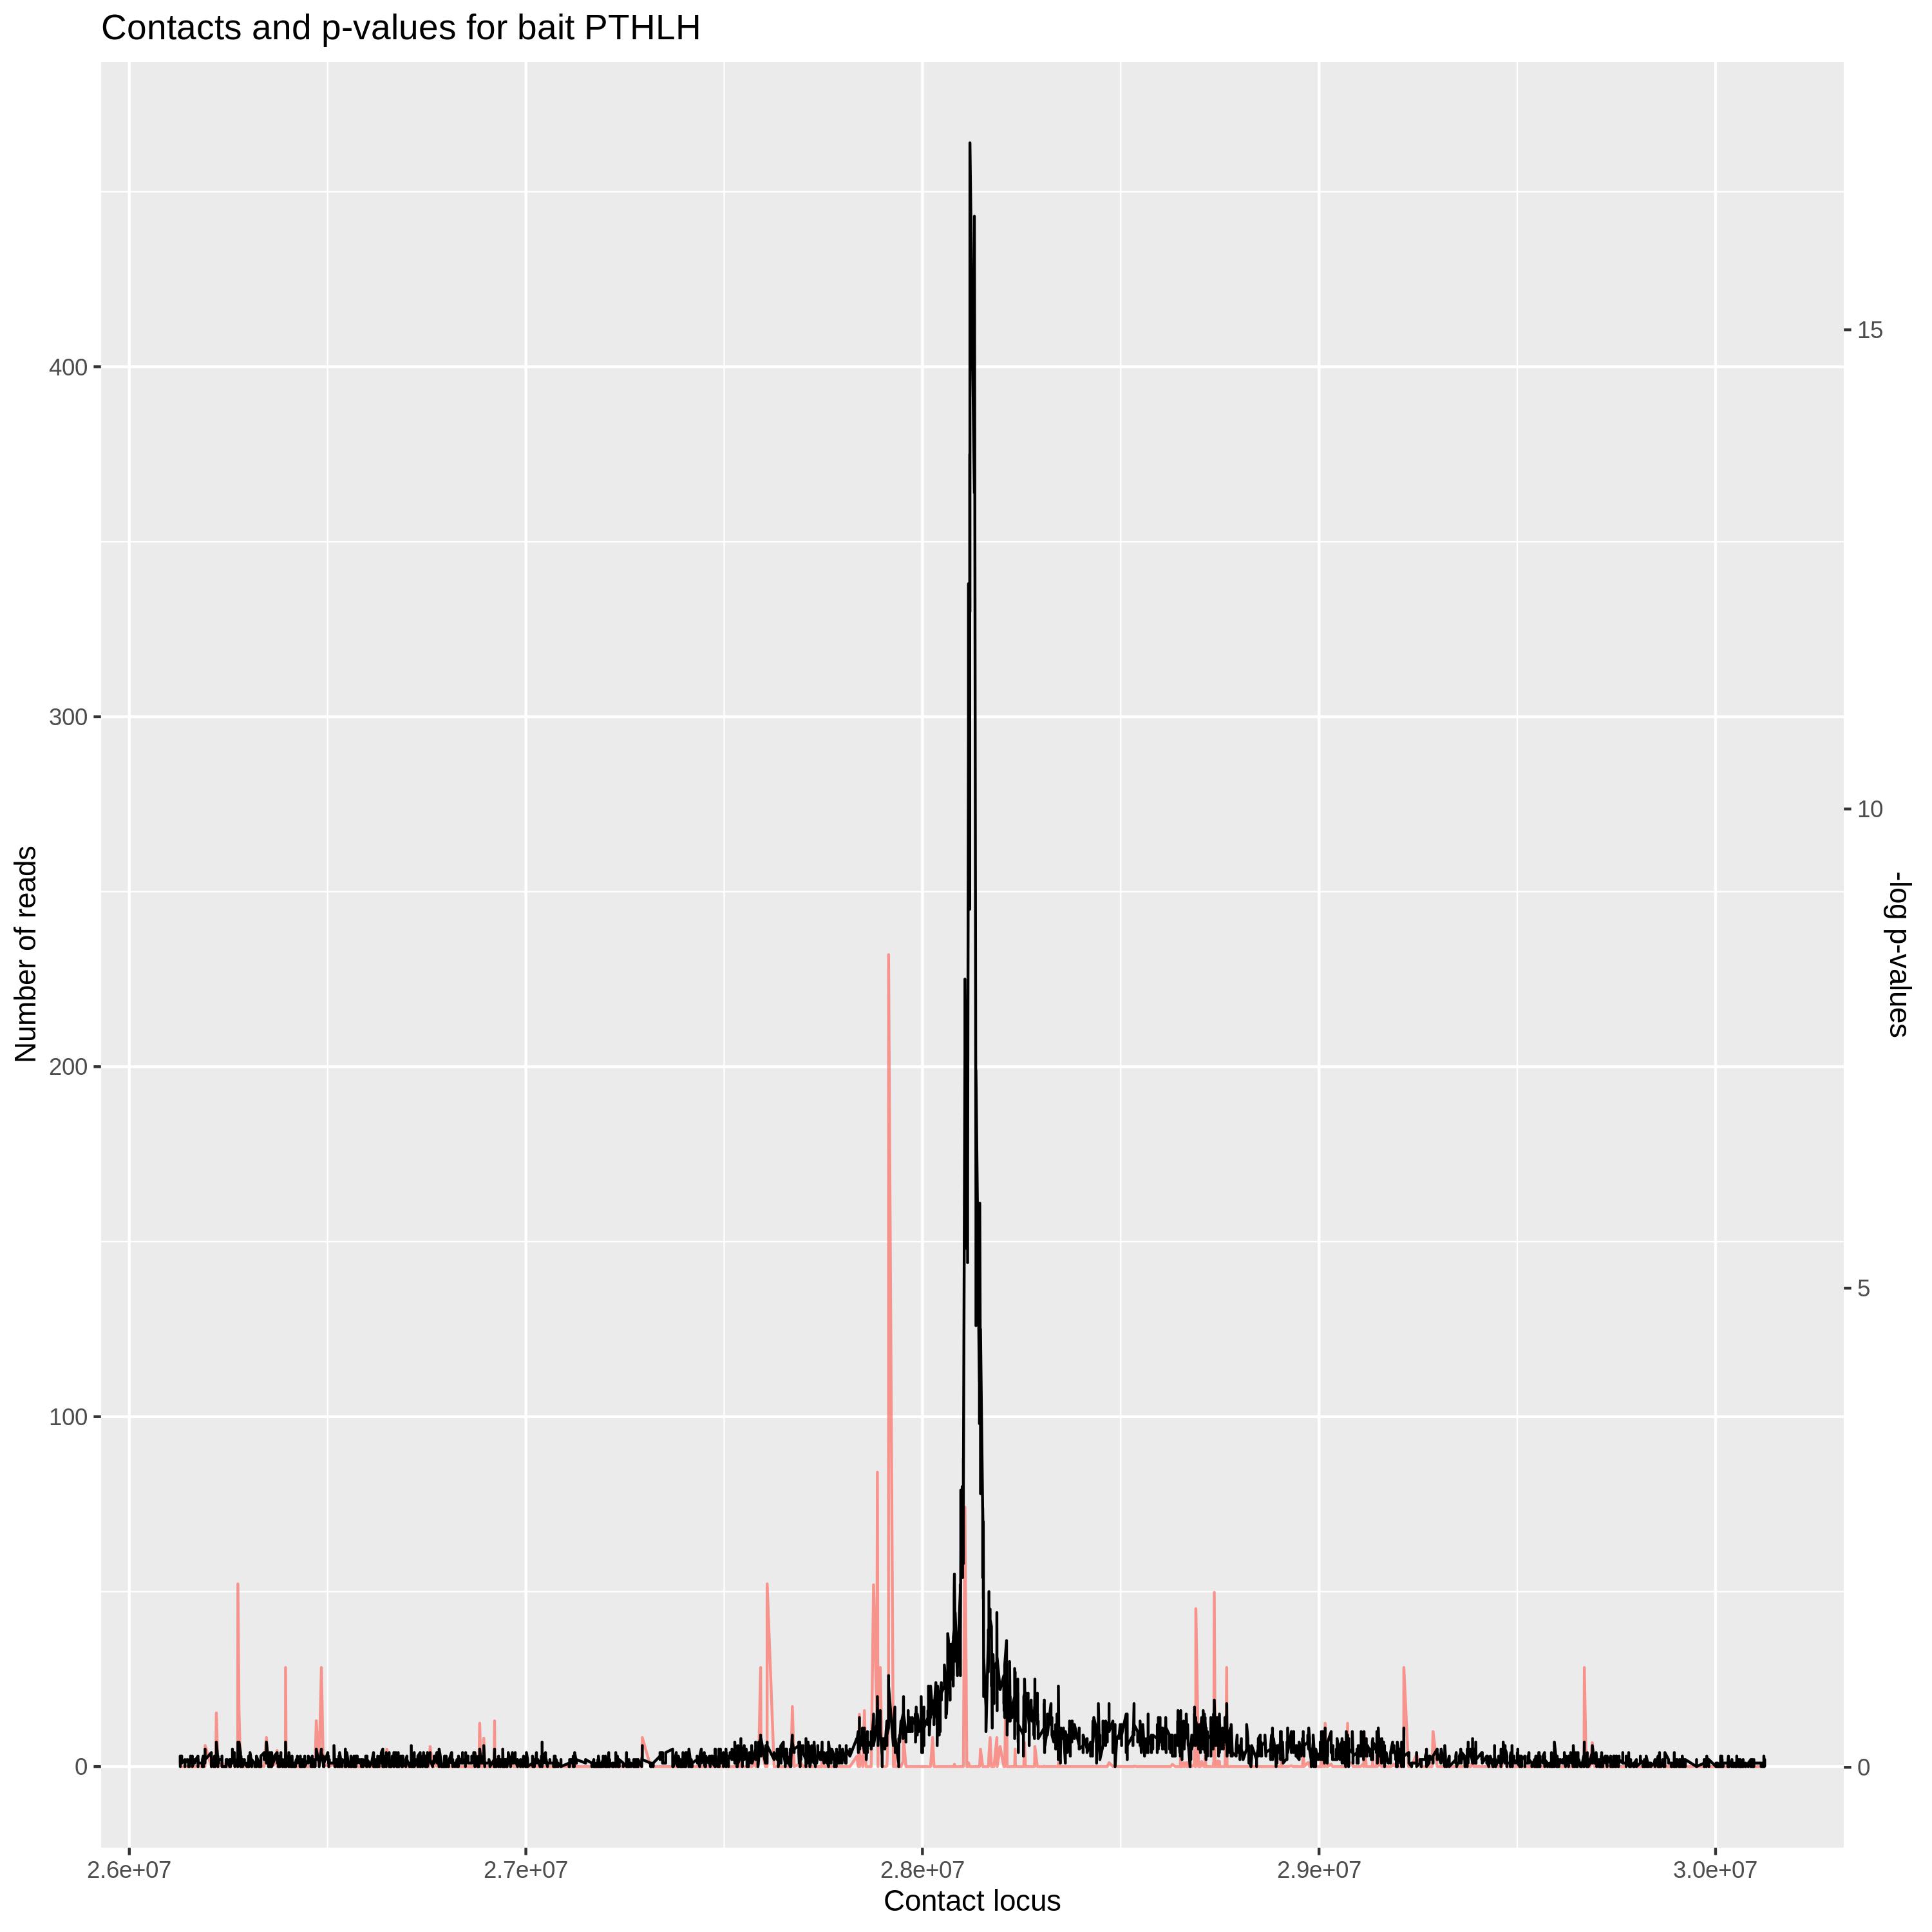 Contacts and p-values for bait PTHLH
Number of reads
400
300
200
100
0
15
10
5
0
-log p-values
2.6e+07
2.7e+07
2.8e+07
2.9e+07
3.0e+07
Contact locus